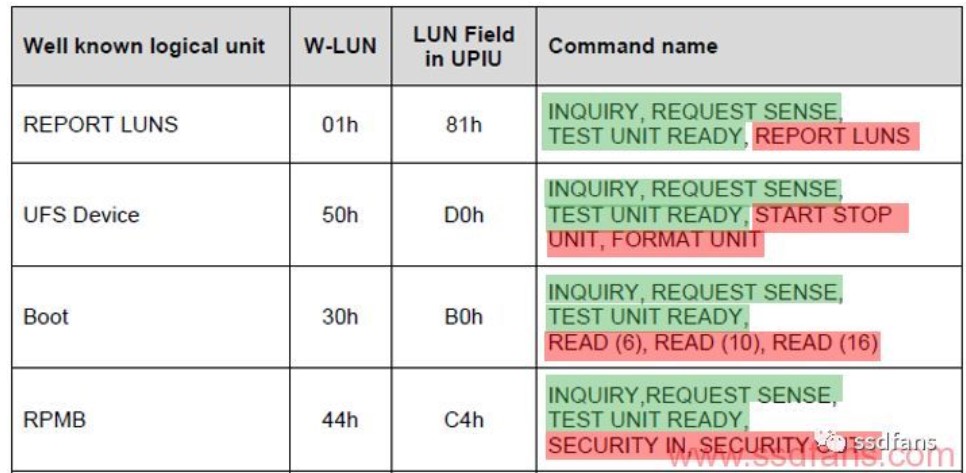 Well known logical unit W-LUN LUN Field in UPIU Command name
REPORT LUNS 01h 81h INQUIRY, REQUEST SENSE,
TEST UNIT READY, REPORT LUNS
UFS Device 50h D0h INQUIRY, REQUEST SENSE,
TEST UNIT READY, START STOP
UNIT, FORMAT UNIT
Boot 30h B0h INQUIRY, REQUEST SENSE,
TEST UNIT READY,
READ (6), READ (10), READ (16)
RPMB 44h C4h INQUIRY,REQUEST SENSE,
TEST UNIT READY,
SECURITY IN, SECURITY
ssdfans
www.ssdfans.com